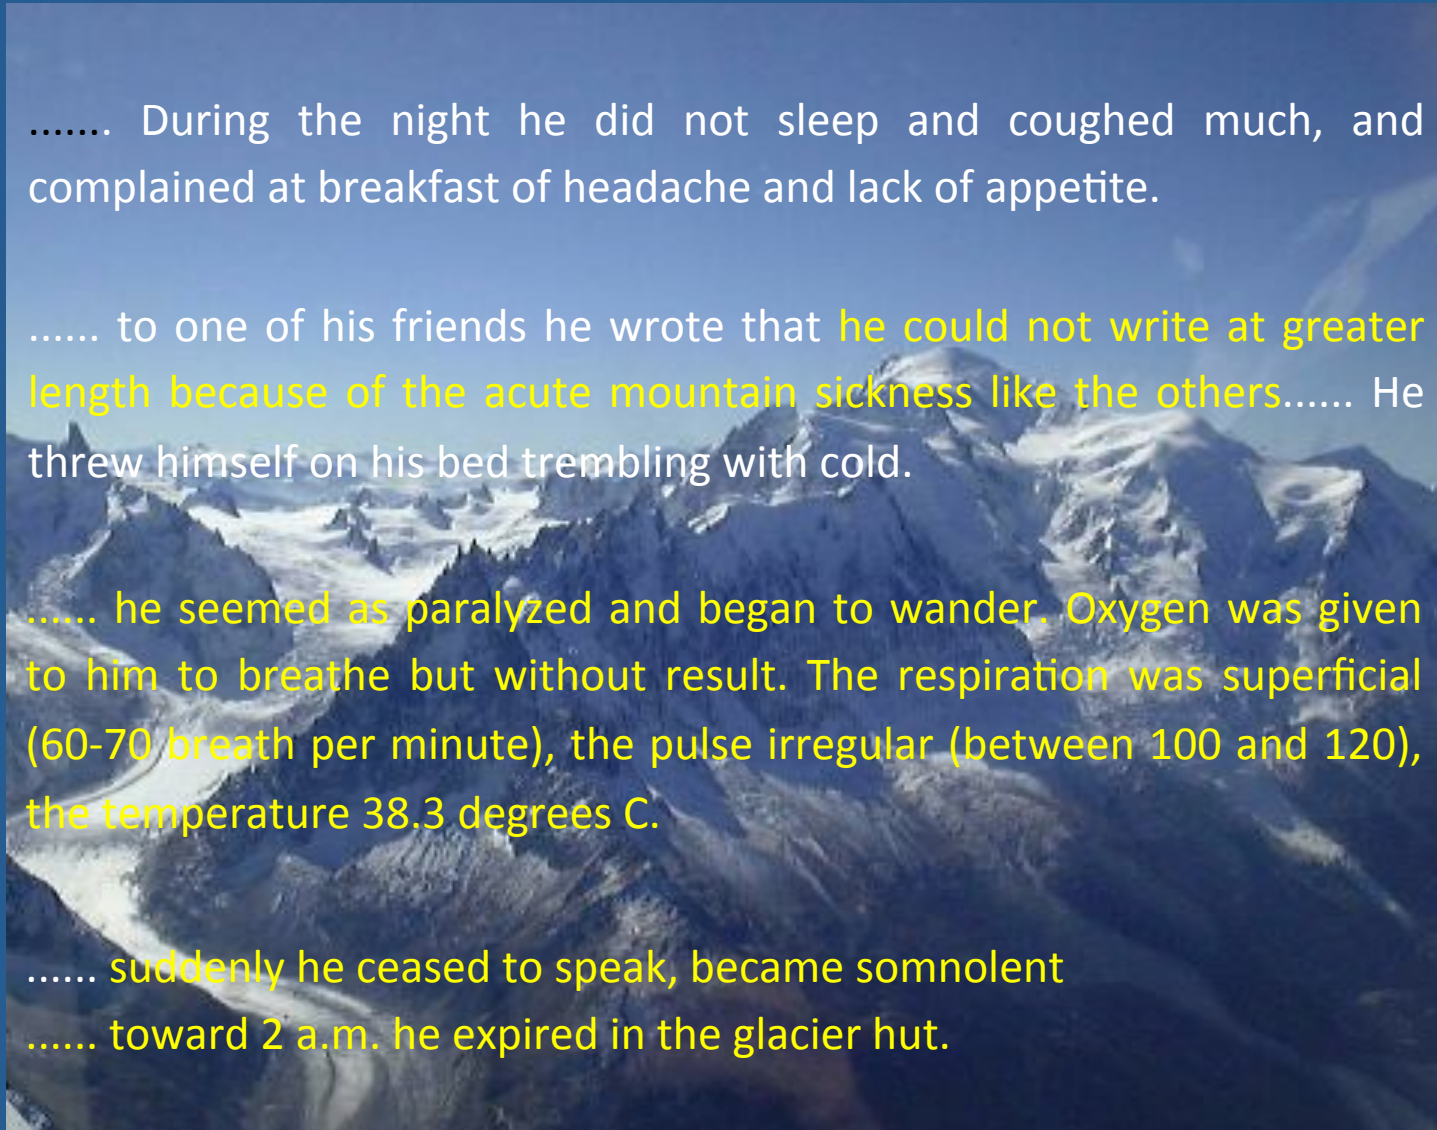 ....... During the night he did not sleep and coughed much, and
complained at breakfast of headache and lack of appetite.
...... to one of his friends he wrote that he could not write at greater
length because of the acute mountain sickness like the others...... He
threw himself on his bed trembling with cold.
...... he seemed as paralyzed and began to wander. Oxygen was given
to him to breathe but without result. The respiration was superficial
(60-70 breath per minute), the pulse irregular (between 100 and 120),
the temperature 38.3 degrees C.
...... suddenly he ceased to speak, became somnolent
...... toward 2 a.m. he expired in the glacier hut.